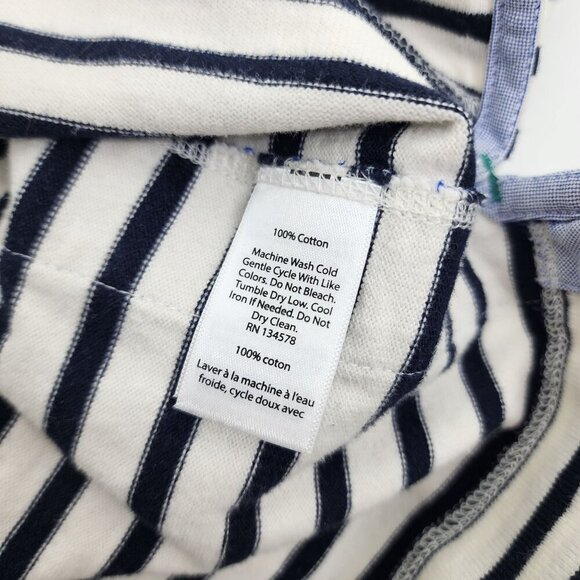 100% Cotton
Machine Wash Cold
Gentle Cycle With Like
Colors. Do Not Bleach.
Tumble Dry Low. Cool
Iron If Needed. Do Not
Dry Clean.
RN 134578
100% coton
Laver à la machine à l'eau
froide, cycle doux avec